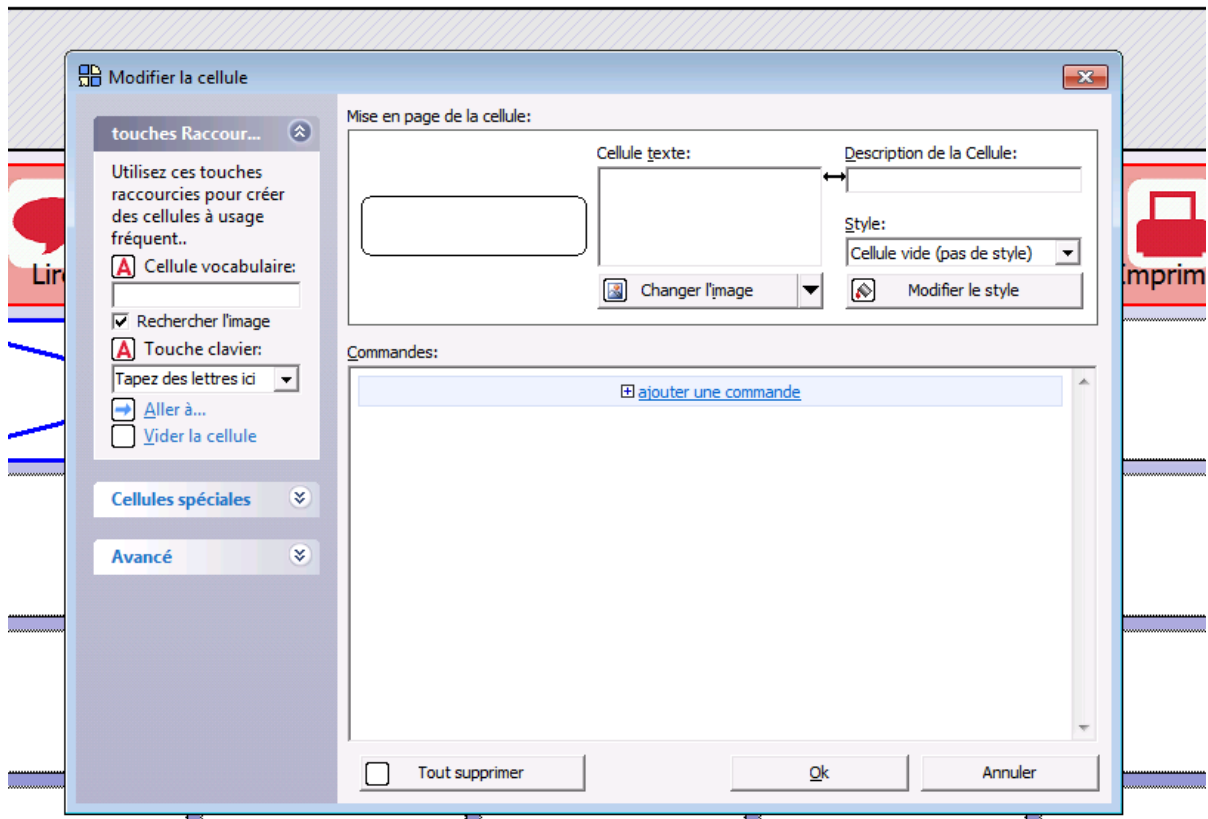 Modifier la cellule
touches Raccour...
Utilisez ces touches
raccourcies pour créer
des cellules à usage
fréquent..
A Cellule vocabulaire:
Rechercher l'image
A Touche clavier:
Tapez des lettres ici
Aller à...
Vider la cellule
Cellules spéciales
Avancé
Mise en page de la cellule:
Cellule texte:
Description de la Cellule:
Style:
Cellule vide (pas de style)
Changer l'image
Modifier le style
Commandes:
ajouter une commande
Tout supprimer
Ok
Annuler
Lir
mprim